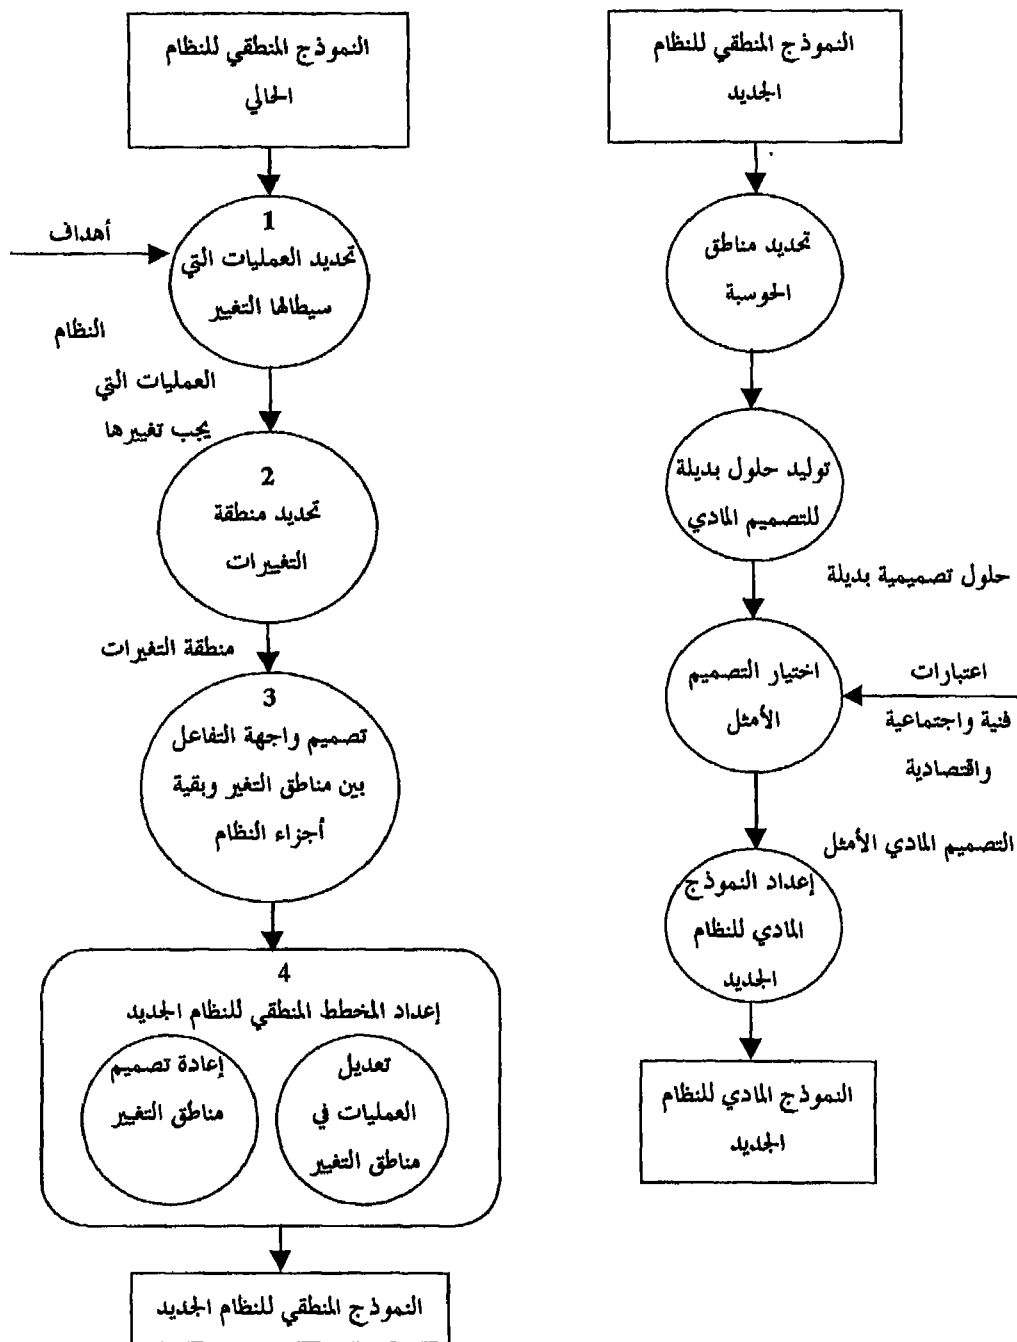 النموذج المنطقي للنظام
الحالي
1
أهداف
تحديد العمليات التي
سيطالها التغيير
النظام
العمليات التي
يجب تغييرها
2
تحديد منطقة
التغييرات
منطقة التغيرات
3
تصميم واجهة التفاعل
بين مناطق التغير وبقية
أجزاء النظام
4
إعداد المخطط المنطقي للنظام الجديد
تعديل
العمليات في
مناطق التغيير
إعادة تصميم
مناطق التغيير
النموذج المنطقي للنظام الجديد
النموذج المنطقي للنظام
الجديد
تحديد مناطق
الحوسبة
توليد حلول بديلة
للتصميم المادي
حلول تصميمية بديلة
اختيار التصميم
الأمثل
اعتبارات
فنية واجتماعية
واقتصادية
التصميم المادي الأمثل
إعداد النموذج
المادي للنظام
الجديد
النموذج المادي للنظام
الجديد